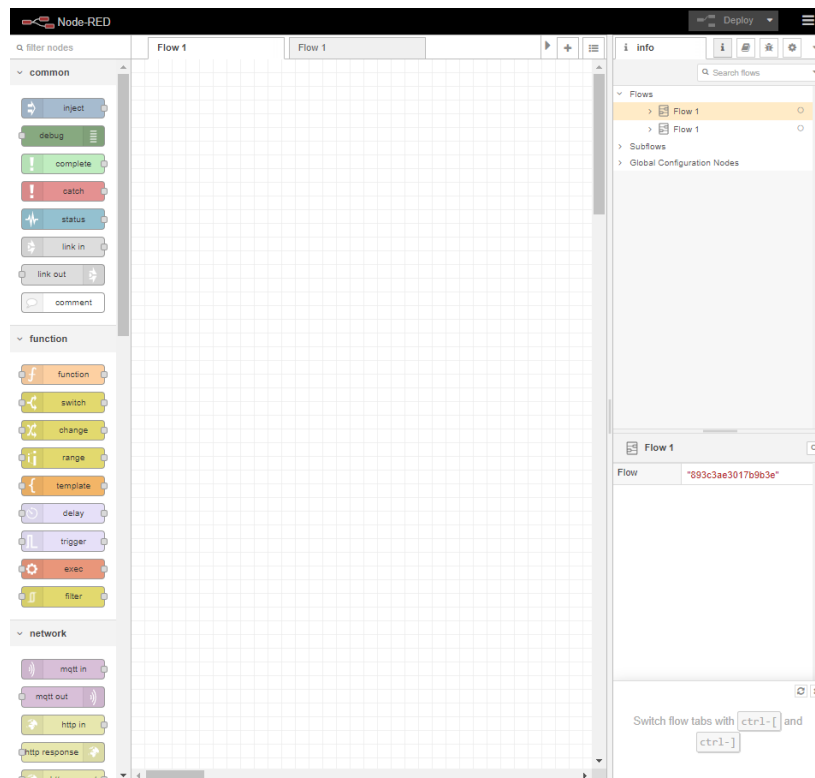 Node-RED
Deploy
filter nodes
Flow 1
Flow 1
info
i
Search flows
common
inject
debug
complete
catch
status
link in
link out
comment
function
function
switch
change
range
template
delay
trigger
exec
filter
network
mqtt in
mqtt out
http in
http response
Flows
Flow 1
Flow 1
Subflows
Global Configuration Nodes
Flow 1
Flow
"893c3ae3017b9b3e"
Switch flow tabs with ctrl-[ and
ctrl-]